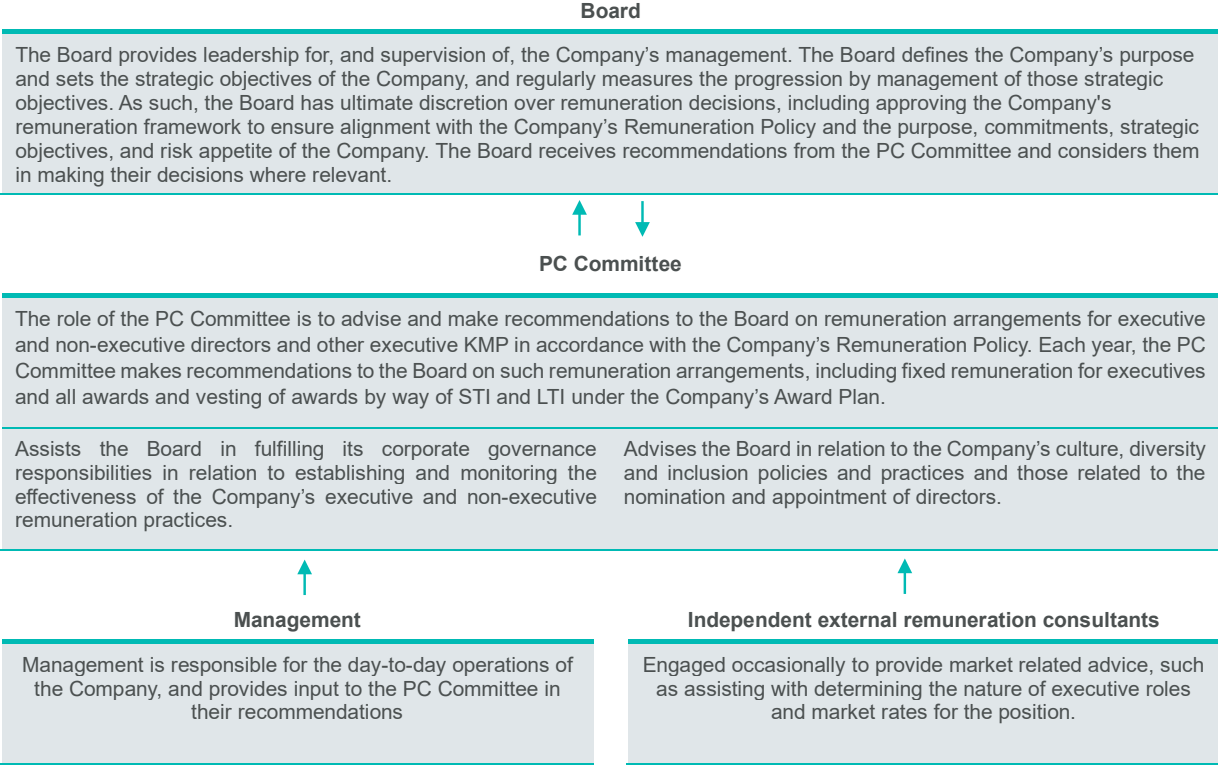 Board
The Board provides leadership for, and supervision of, the Company’s management. The Board defines the Company’s purpose
and sets the strategic objectives of the Company, and regularly measures the progression by management of those strategic
objectives. As such, the Board has ultimate discretion over remuneration decisions, including approving the Company's
remuneration framework to ensure alignment with the Company’s Remuneration Policy and the purpose, commitments, strategic
objectives, and risk appetite of the Company. The Board receives recommendations from the PC Committee and considers them
in making their decisions where relevant.
PC Committee
The role of the PC Committee is to advise and make recommendations to the Board on remuneration arrangements for executive
and non-executive directors and other executive KMP in accordance with the Company’s Remuneration Policy. Each year, the PC
Committee makes recommendations to the Board on such remuneration arrangements, including fixed remuneration for executives
and all awards and vesting of awards by way of STI and LTI under the Company’s Award Plan.
Assists the Board in fulfilling its corporate governance
responsibilities in relation to establishing and monitoring the
effectiveness of the Company’s executive and non-executive
remuneration practices.
Advises the Board in relation to the Company’s culture, diversity
and inclusion policies and practices and those related to the
nomination and appointment of directors.
Management
Management is responsible for the day-to-day operations of
the Company, and provides input to the PC Committee in
their recommendations
Independent external remuneration consultants
Engaged occasionally to provide market related advice, such
as assisting with determining the nature of executive roles
and market rates for the position.